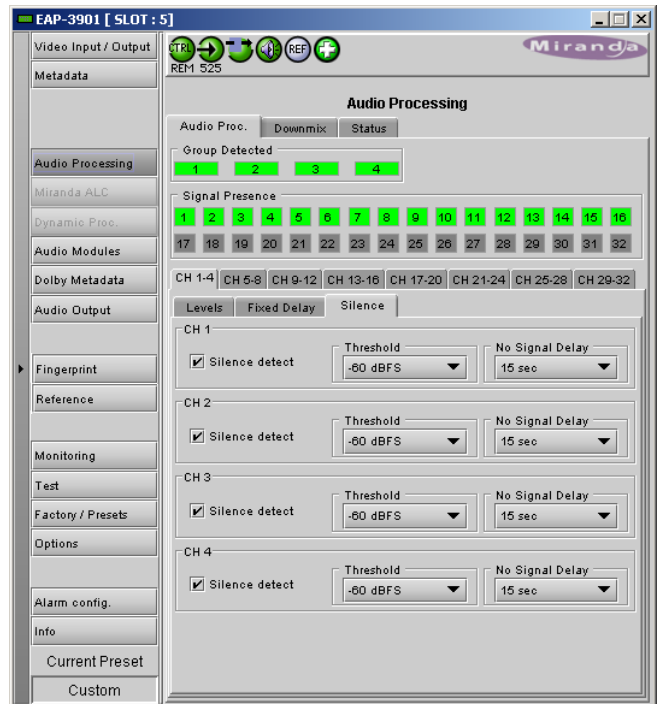 EAP-3901 [ SLOT : 5]
Video Input / Output
Metadata
Audio Processing
Miranda ALC
Dynamic Proc.
Audio Modules
Dolby Metadata
Audio Output
Fingerprint
Reference
Monitoring
Test
Factory / Presets
Options
Alarm config.
Info
Current Preset
Custom
CTRL REF
REM 525
Miranda
Audio Processing
Audio Proc. Downmix Status
Group Detected
1 2 3 4
Signal Presence
1 2 3 4 5 6 7 8 9 10 11 12 13 14 15 16
17 18 19 20 21 22 23 24 25 26 27 28 29 30 31 32
CH 1-4 CH 5-8 CH 9-12 CH 13-16 CH 17-20 CH 21-24 CH 25-28 CH 29-32
Levels Fixed Delay Silence
CH 1
Threshold No Signal Delay
Silence detect -60 dBFS 15 sec
CH 2
Threshold No Signal Delay
Silence detect -60 dBFS 15 sec
CH 3
Threshold No Signal Delay
Silence detect -60 dBFS 15 sec
CH 4
Threshold No Signal Delay
Silence detect -60 dBFS 15 sec